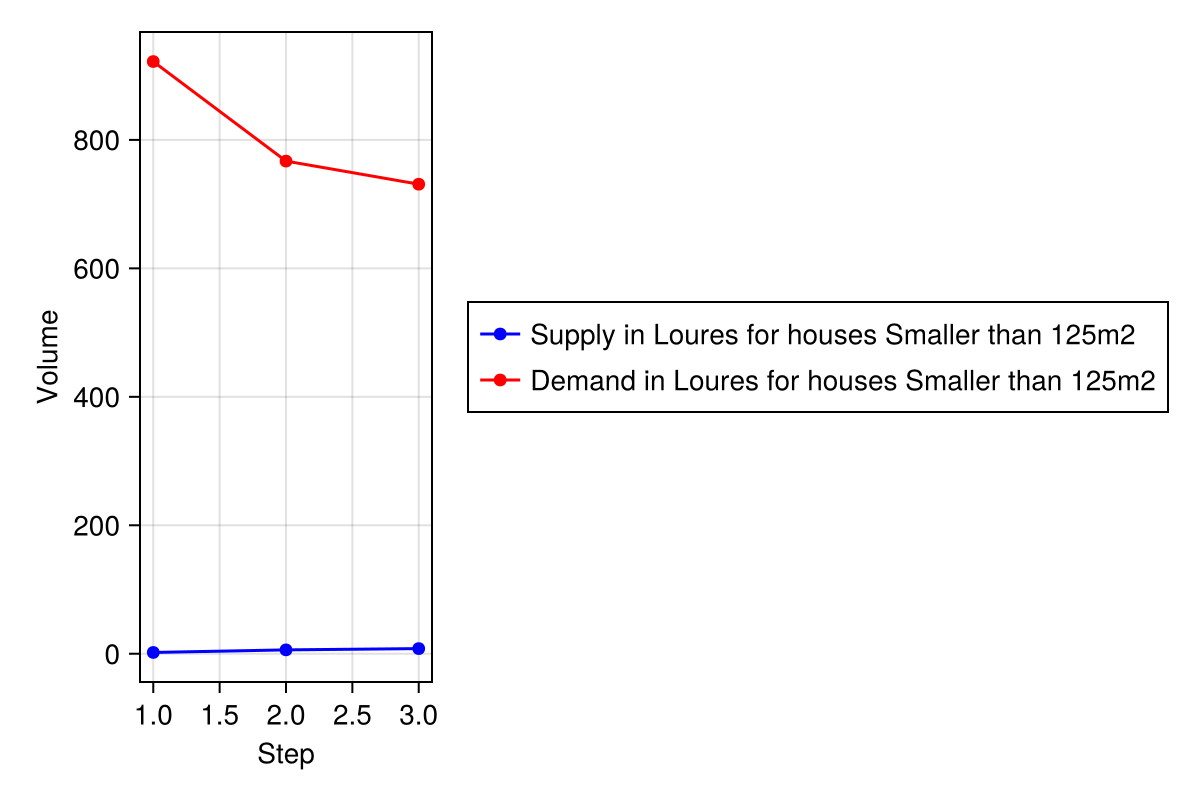 800
600
400
200
0
Volume
1.0 1.5 2.0 2.5 3.0
Step
Supply in Loures for houses Smaller than 125m2
Demand in Loures for houses Smaller than 125m2